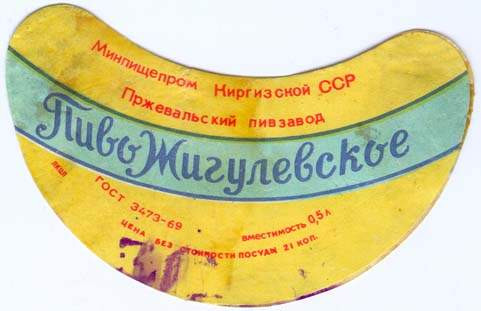 Минпищепром Киргизской ССР
Пржевальский пивзавод
Пиво Жигулевское
ГОСТ 3473-69
вместимость 0,5 л
ЦЕНА БЕЗ СТОИМОСТИ ПОСУДЫ 21 КОП.